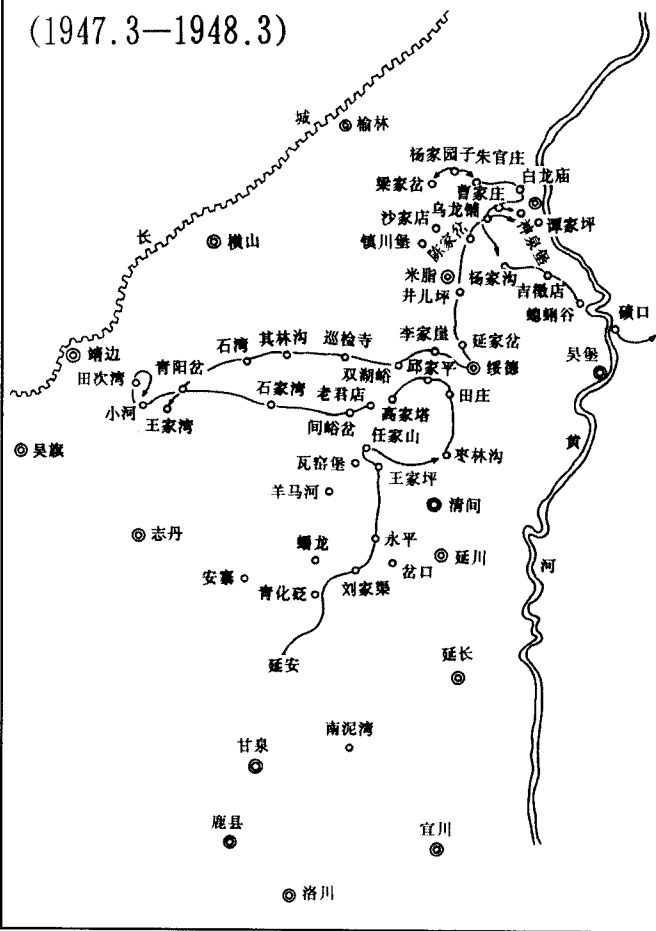 (1947.3—1948.3)
城
榆林
杨家园子
朱官庄
梁家岔
曹家庄
白龙庙
乌龙铺
沙家店
谭家坪
神泉堡
长
横山
镇川堡
陈家岔
米脂
杨家沟
井儿坪
吉徵店
螅蜊谷
碛口
李家崖
延家岔
石湾
其林沟
巡检寺
靖边
青阳岔
双湖峪
邱家平
绥德
吴堡
田次湾
石家湾
老君店
高家塔
田庄
小河
王家湾
间峪岔
任家山
黄
吴旗
瓦窑堡
王家坪
枣林沟
羊马河
清间
志丹
永平
蟠龙
延川
河
安寨
青化砭
刘家渠
岔口
延安
延长
南泥湾
甘泉
鹿县
宜川
洛川